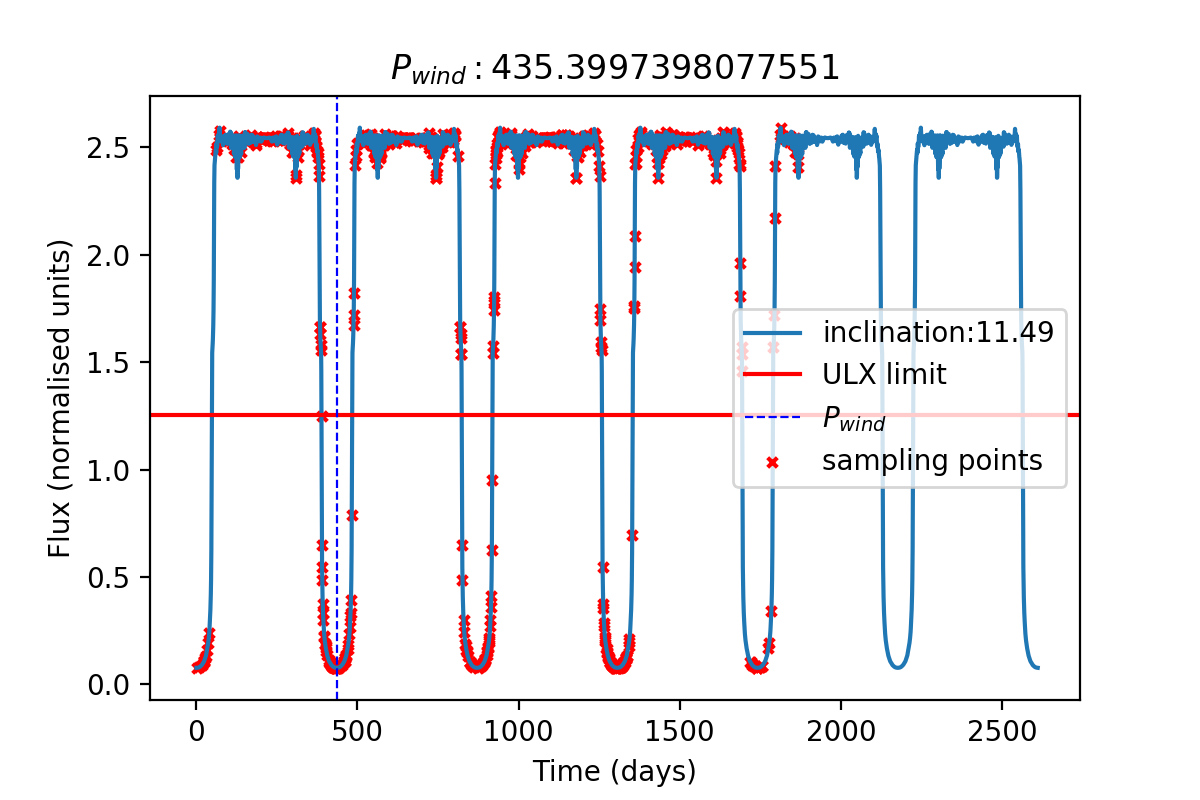 P_wind : 435.3997398077551
Flux (normalised units)
2.5
2.0
1.5
1.0
0.5
0.0
inclination:11.49
ULX limit
P_wind
sampling points
0 500 1000 1500 2000 2500
Time (days)